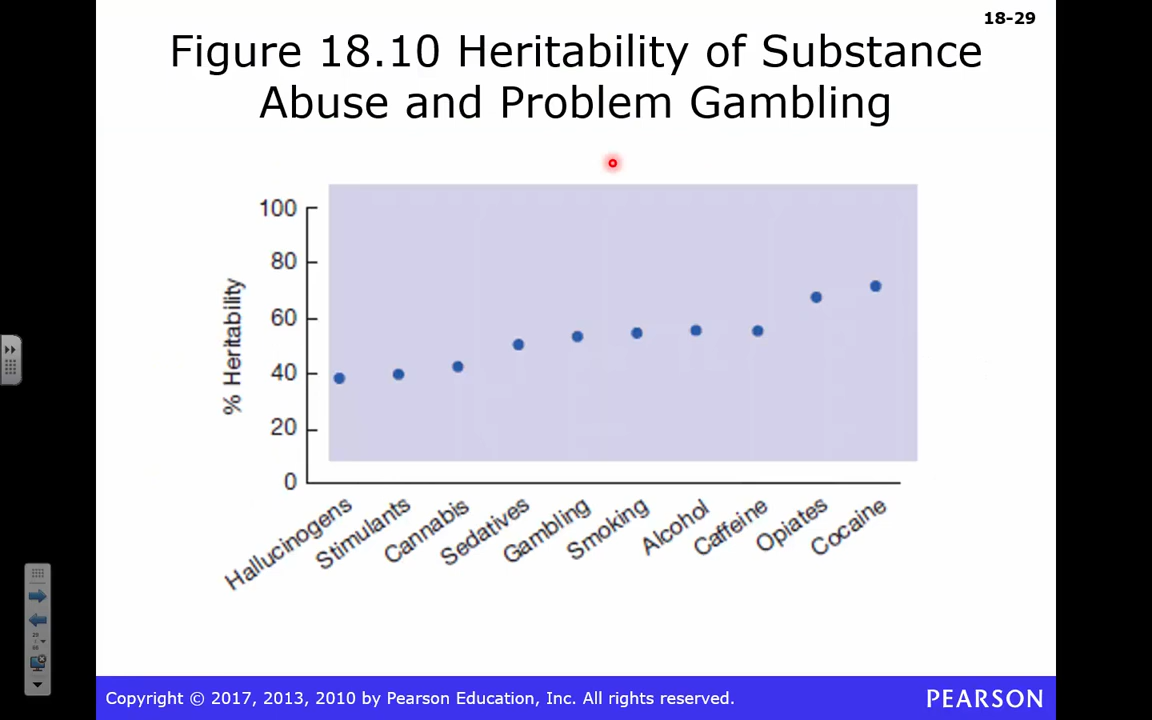 18-29
Figure 18.10 Heritability of Substance
Abuse and Problem Gambling
100
80
60
40
20
0
% Heritability
Hallucinogens
Stimulants
Cannabis
Sedatives
Gambling
Smoking
Alcohol
Caffeine
Opiates
Cocaine
Copyright © 2017, 2013, 2010 by Pearson Education, Inc. All rights reserved.
PEARSON